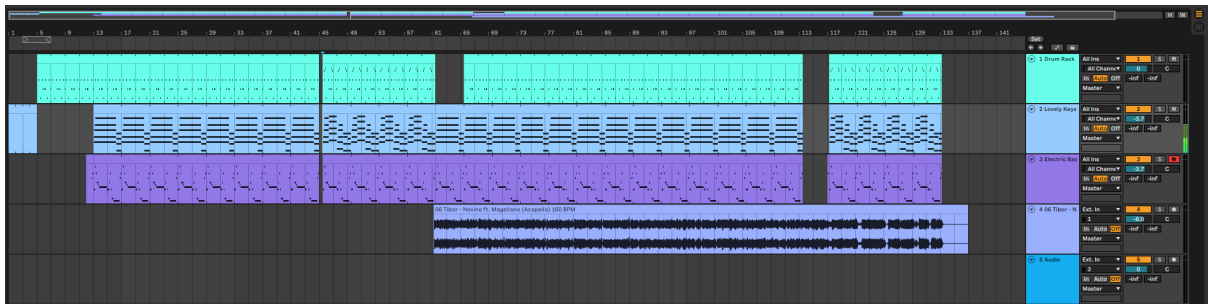 H W
1 5 9 13 17 21 25 29 33 37 41 45 49 53 57 61 65 69 73 77 81 85 89 93 97 101 105 109 113 117 121 125 129 133 137 141
Set
1 Drum Rack All Ins 1 S
All Channe 0 C
In Auto Off -inf -inf
Master
2 Lovely Keys All Ins 2 S
All Channe -3.7 C
In Auto Off -inf -inf
Master
3 Electric Bas All Ins 3 S
All Channe -3.7 C
In Auto Off -inf -inf
Master
06 Tibor - Novine ft. Magellano (Acapella) 160 BPM
4 06 Tibor - N Ext. In 4 S
1 -8.0 C
In Auto Off -inf -inf
Master
5 Audio Ext. In 5 S
2 0 C
In Auto Off -inf -inf
Master